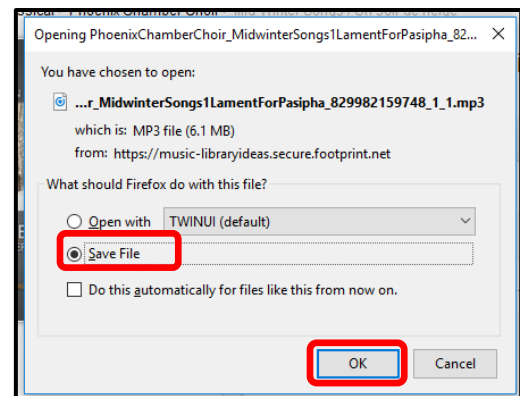 Opening PhoenixChamberChoir_MidwinterSongs1LamentForPasipha_82...
You have chosen to open:
...r_MidwinterSongs1LamentForPasipha_829982159748_1_1.mp3
which is: MP3 file (6.1 MB)
from: https://music-libraryideas.secure.footprint.net
What should Firefox do with this file?
Open with TWINUI (default)
Save File
Do this automatically for files like this from now on.
OK Cancel